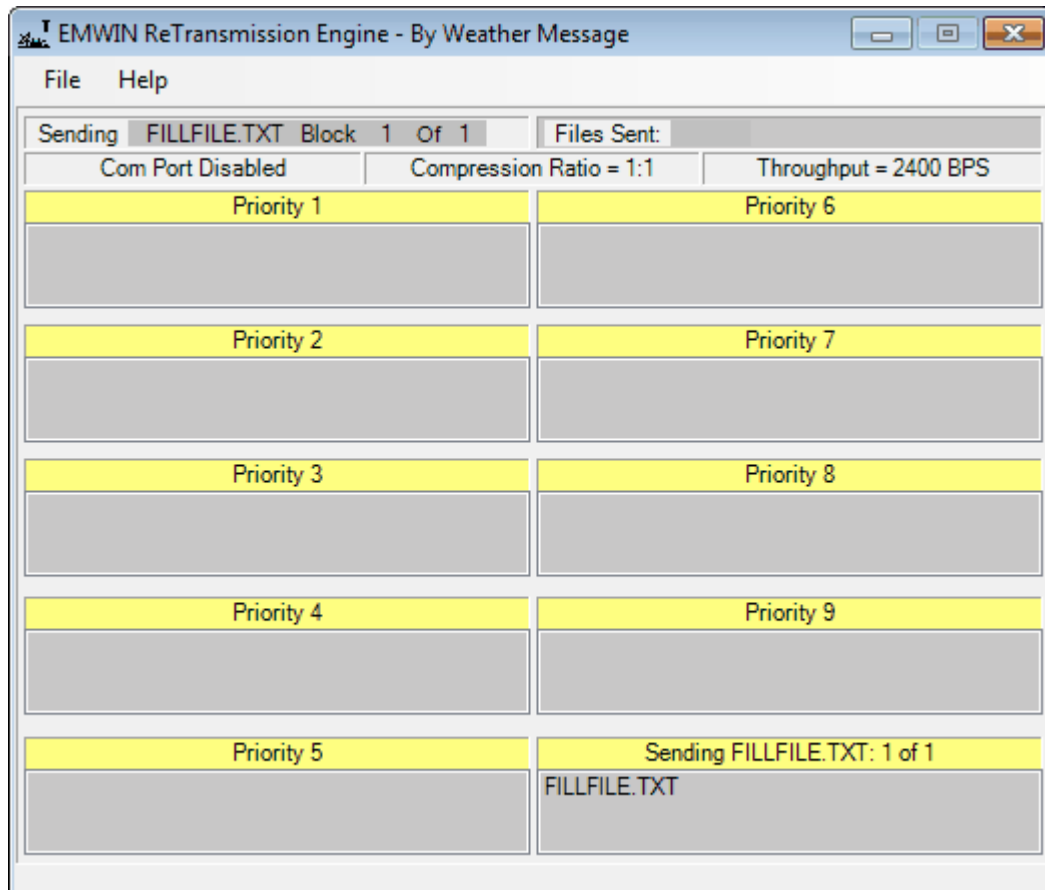 EMWIN ReTransmission Engine - By Weather Message
File Help
Sending FILLFILE.TXT Block 1 Of 1 Files Sent:
Com Port Disabled Compression Ratio = 1:1 Throughput = 2400 BPS
Priority 1 Priority 6
Priority 2 Priority 7
Priority 3 Priority 8
Priority 4 Priority 9
Priority 5 Sending FILLFILE.TXT: 1 of 1
FILLFILE.TXT